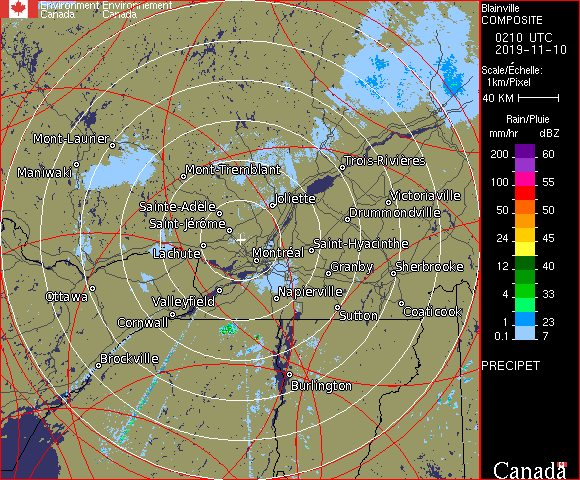 Environment Environnement
Canada Canada
Blainville
COMPOSITE
0210 UTC
2019-11-10
Scale/Échelle:
1km/Pixel
40 KM
Rain/Pluie
mm/hr dBZ
200 60
100 55
50 50
24 45
12 40
4 33
1 23
0.1 7
PRECIPET
Canada
Mont-Laurier
Maniwaki
Mont-Tremblant
Trois-Rivières
Sainte-Adèle
Joliette
Victoriaville
Saint-Jérôme
Drummondville
Lachute
Montréal
Saint-Hyacinthe
Granby
Sherbrooke
Ottawa
Valleyfield
Napierville
Cornwall
Sutton
Coaticook
Brockville
Burlington